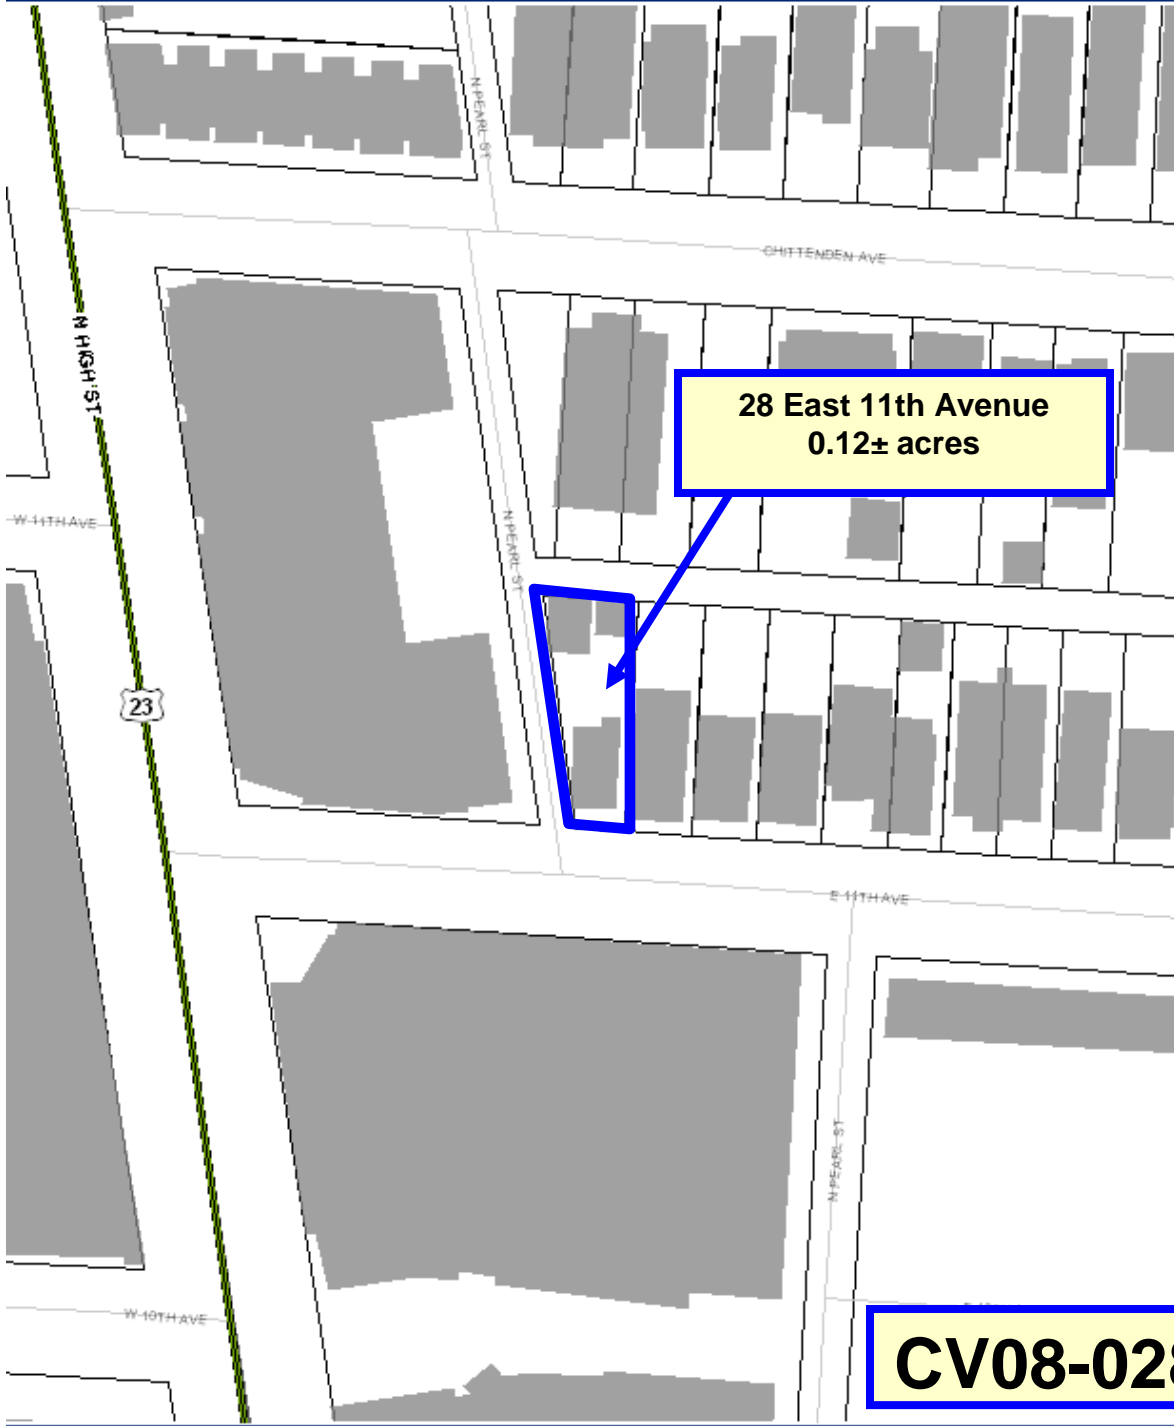 N PEARL ST
CHITTENDEN AVE
N HIGH ST
28 East 11th Avenue
0.12± acres
W 11TH AVE
N PEARL ST
23
E 11TH AVE
N PEARL ST
W 10TH AVE
CV08-028